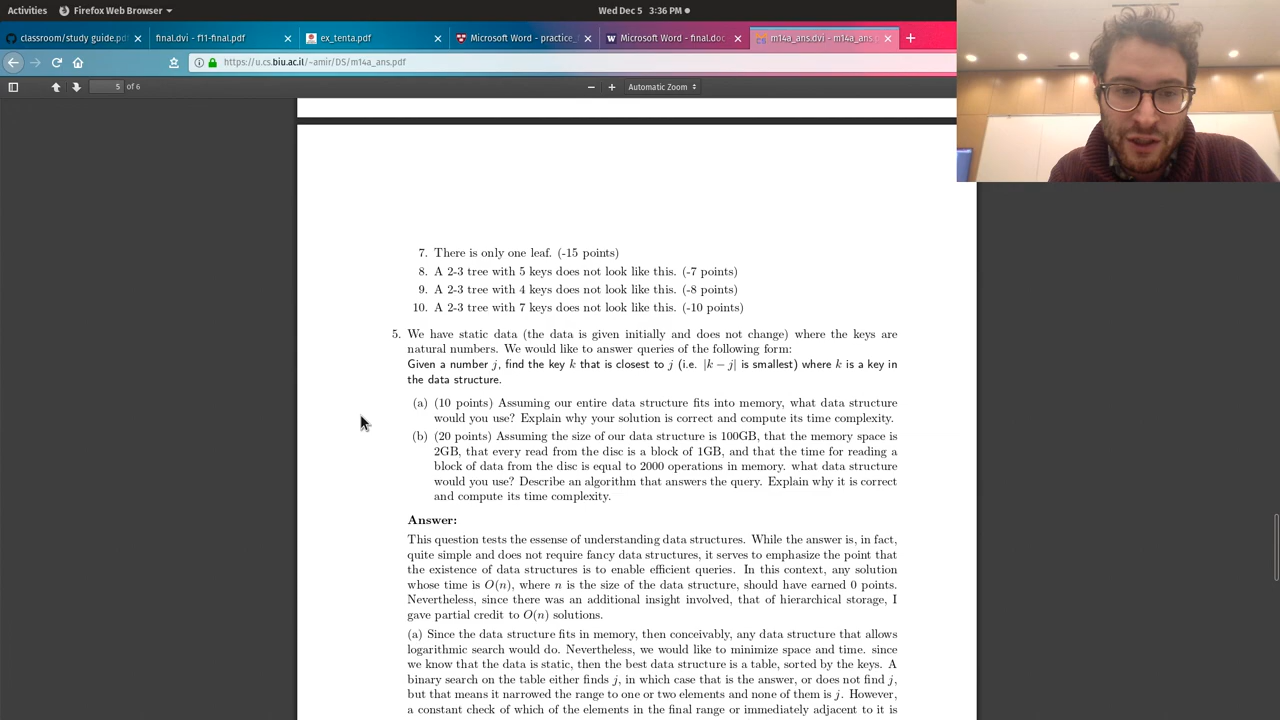 Activities
Firefox Web Browser
Wed Dec 5 3:36 PM
classroom/study guide.pdf
final.dvi - f11-final.pdf
ex_tenta.pdf
Microsoft Word - practice_
Microsoft Word - final.doc
m14a_ans.dvi - m14a_ans.
https://u.cs.biu.ac.il/~amir/DS/m14a_ans.pdf
5 of 6
Automatic Zoom
7. There is only one leaf. (-15 points)
8. A 2-3 tree with 5 keys does not look like this. (-7 points)
9. A 2-3 tree with 4 keys does not look like this. (-8 points)
10. A 2-3 tree with 7 keys does not look like this. (-10 points)
5. We have static data (the data is given initially and does not change) where the keys are
natural numbers. We would like to answer queries of the following form:
Given a number j, find the key k that is closest to j (i.e. |k − j| is smallest) where k is a key in
the data structure.
(a) (10 points) Assuming our entire data structure fits into memory, what data structure
would you use? Explain why your solution is correct and compute its time complexity.
(b) (20 points) Assuming the size of our data structure is 100GB, that the memory space is
2GB, that every read from the disc is a block of 1GB, and that the time for reading a
block of data from the disc is equal to 2000 operations in memory. what data structure
would you use? Describe an algorithm that answers the query. Explain why it is correct
and compute its time complexity.
Answer:
This question tests the essense of understanding data structures. While the answer is, in fact,
quite simple and does not require fancy data structures, it serves to emphasize the point that
the existence of data structures is to enable efficient queries. In this context, any solution
whose time is O(n), where n is the size of the data structure, should have earned 0 points.
Nevertheless, since there was an additional insight involved, that of hierarchical storage, I
gave partial credit to O(n) solutions.
(a) Since the data structure fits in memory, then conceivably, any data structure that allows
logarithmic search would do. Nevertheless, we would like to minimize space and time. since
we know that the data is static, then the best data structure is a table, sorted by the keys. A
binary search on the table either finds j, in which case that is the answer, or does not find j,
but that means it narrowed the range to one or two elements and none of them is j. However,
a constant check of which of the elements in the final range or immediately adjacent to it is